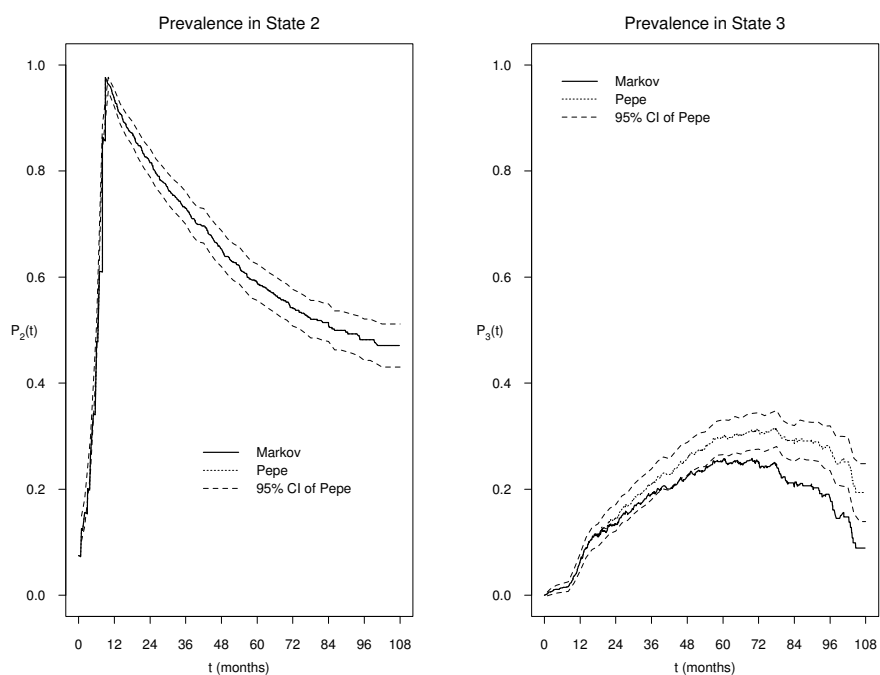 Prevalence in State 2
1.0
0.8
0.6
P2(t)
0.4
0.2
0.0
Markov
Pepe
95% CI of Pepe
0 12 24 36 48 60 72 84 96 108
t (months)
Prevalence in State 3
1.0
0.8
0.6
P3(t)
0.4
0.2
0.0
Markov
Pepe
95% CI of Pepe
0 12 24 36 48 60 72 84 96 108
t (months)